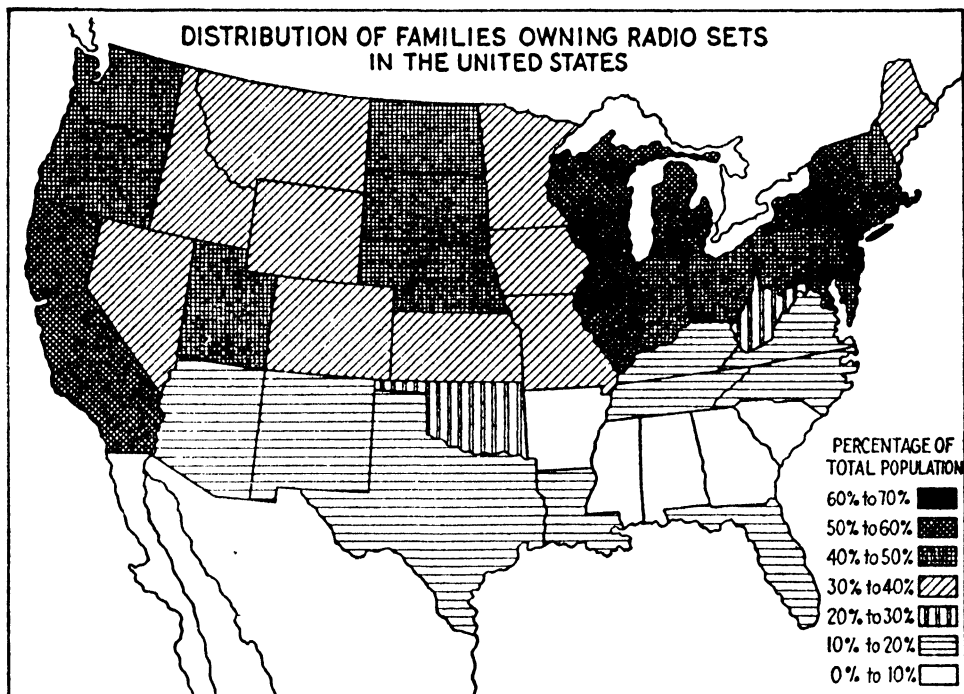 DISTRIBUTION OF FAMILIES OWNING RADIO SETS
IN THE UNITED STATES
PERCENTAGE OF
TOTAL POPULATION
60% to 70%
50% to 60%
40% to 50%
30% to 40%
20% to 30%
10% to 20%
0% to 10%